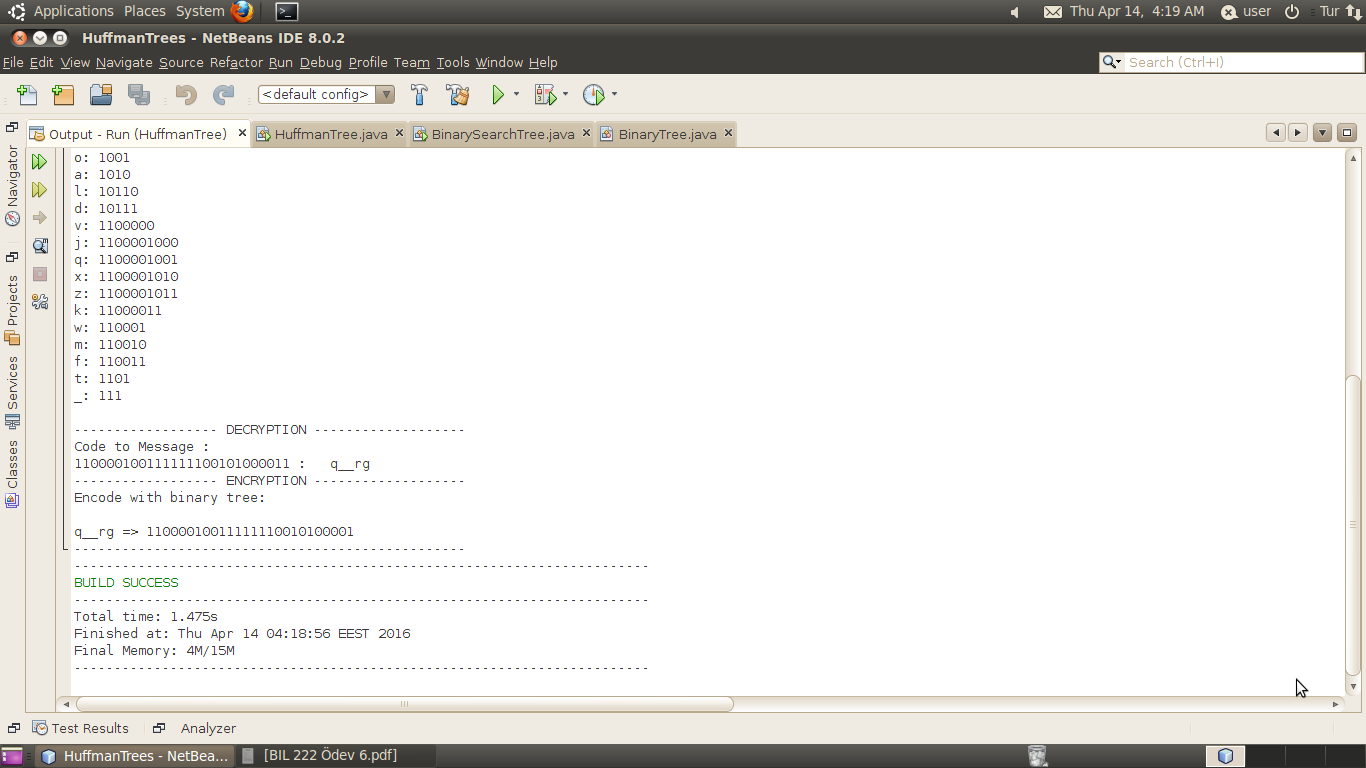 Applications Places System
Thu Apr 14, 4:19 AM user Tur
HuffmanTrees - NetBeans IDE 8.0.2
File Edit View Navigate Source Refactor Run Debug Profile Team Tools Window Help
Search (Ctrl+I)
<default config>
Output - Run (HuffmanTree) HuffmanTree.java BinarySearchTree.java BinaryTree.java
Navigator
Projects
Services
Classes
o: 1001
a: 1010
l: 10110
d: 10111
v: 1100000
j: 1100001000
q: 1100001001
x: 1100001010
z: 1100001011
k: 11000011
w: 110001
m: 110010
f: 110011
t: 1101
_: 111
------------------ DECRYPTION -------------------
Code to Message :
110000100111111100101000011 : q__rg
------------------ ENCRYPTION -------------------
Encode with binary tree:
q__rg => 11000010011111110010100001
-------------------------------------------------
------------------------------------------------------------------------
BUILD SUCCESS
------------------------------------------------------------------------
Total time: 1.475s
Finished at: Thu Apr 14 04:18:56 EEST 2016
Final Memory: 4M/15M
------------------------------------------------------------------------
Test Results Analyzer
HuffmanTrees - NetBea... [BIL 222 Ödev 6.pdf]